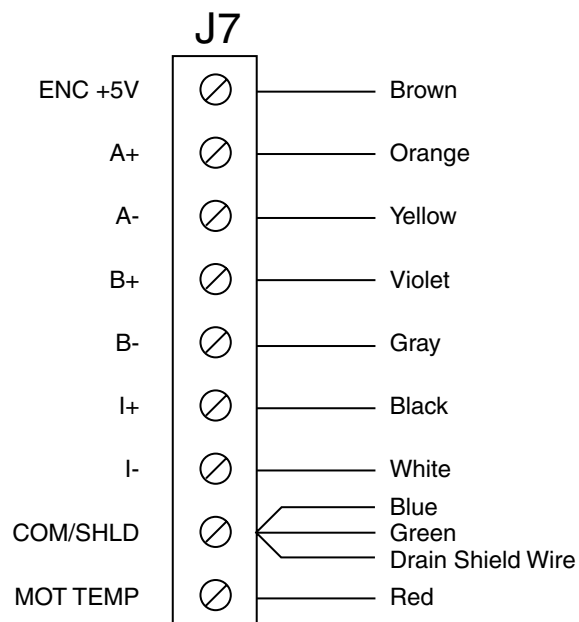 J7
ENC +5V Brown
A+ Orange
A- Yellow
B+ Violet
B- Gray
I+ Black
I- White
Blue
COM/SHLD Green
Drain Shield Wire
MOT TEMP Red